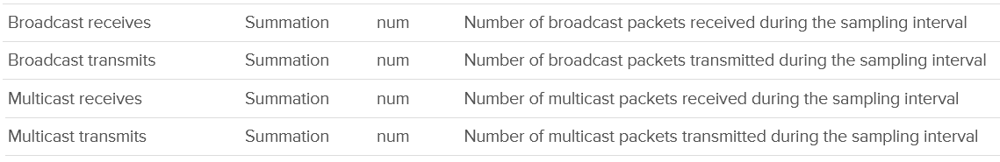 Broadcast receives Summation num Number of broadcast packets received during the sampling interval
Broadcast transmits Summation num Number of broadcast packets transmitted during the sampling interval
Multicast receives Summation num Number of multicast packets received during the sampling interval
Multicast transmits Summation num Number of multicast packets transmitted during the sampling interval